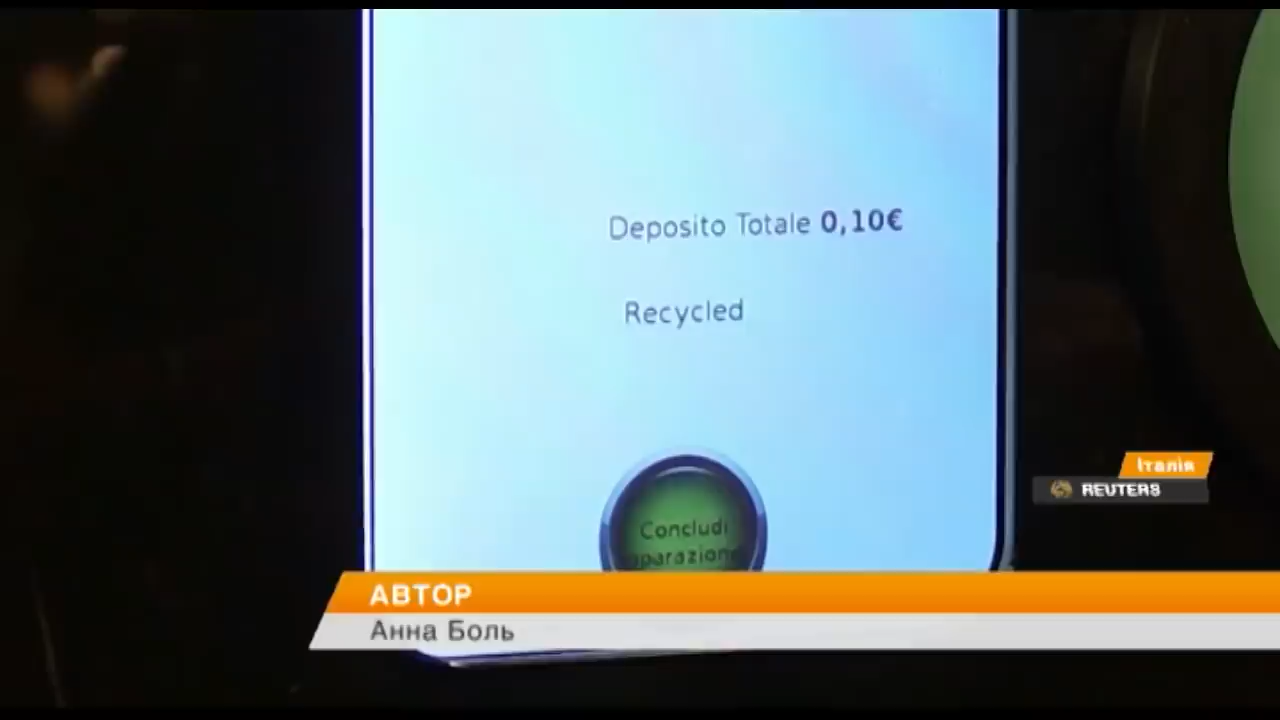 Deposito Totale 0,10€
Recycled
Італія
REUTERS
Concludi
АВТОР
Анна Боль